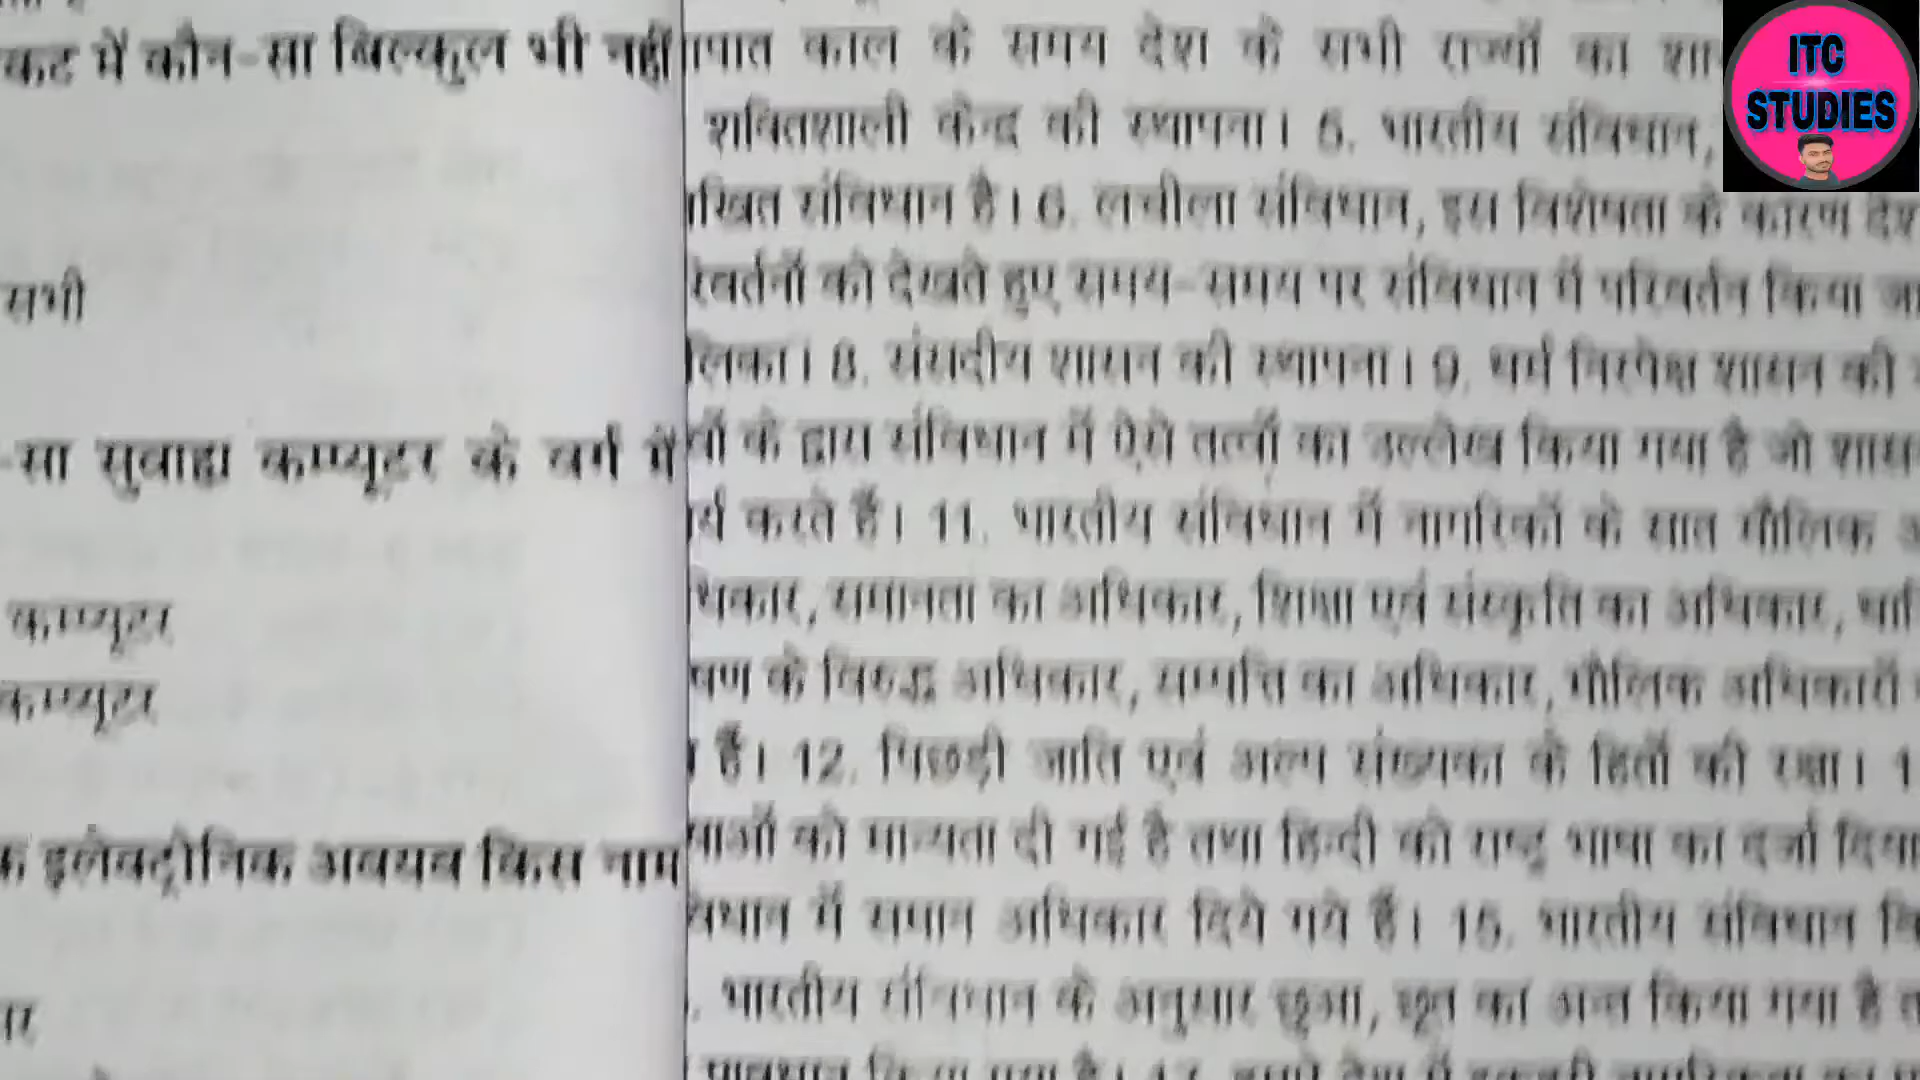 कट में कौन-सा बिल्कुल भी नहीं
सभी
-सा सुवाह्य कम्प्यूटर के वर्ग में
कम्प्यूटर
कम्प्यूटर
क इलेक्ट्रॉनिक अवयव किस नाम
ITC
STUDIES
पात काल के समय देश के सभी राज्यों का शा
शक्तिशाली केन्द्र की स्थापना। 5. भारतीय संविधान,
खित संविधान है। 6. लचीला संविधान, इस विशेषता के कारण देश
रेवर्तनों को देखते हुए समय-समय पर संविधान में परिवर्तन किया जा
लिका। 8. संसदीय शासन की स्थापना। 9. धर्म निरपेक्ष शासन की
के द्वारा संविधान में ऐसे तत्वों का उल्लेख किया गया है जो शास
र्य करते हैं। 11. भारतीय संविधान में नागरिकों के सात मौलिक अ
धिकार, समानता का अधिकार, शिक्षा एवं संस्कृति का अधिकार, धार्
षण के विरुद्ध अधिकार, सम्पत्ति का अधिकार, मौलिक अधिकारों
हैं। 12. पिछड़ी जाति एवं अल्प संख्यका के हितों की रक्षा। 1
षाओं को मान्यता दी गई है तथा हिन्दी को राष्ट्र भाषा का दर्जा दिया
विधान में समान अधिकार दिये गये हैं। 15. भारतीय संविधान
. भारतीय संविधान के अनुसार छूआ, छूत का अन्त किया गया है त